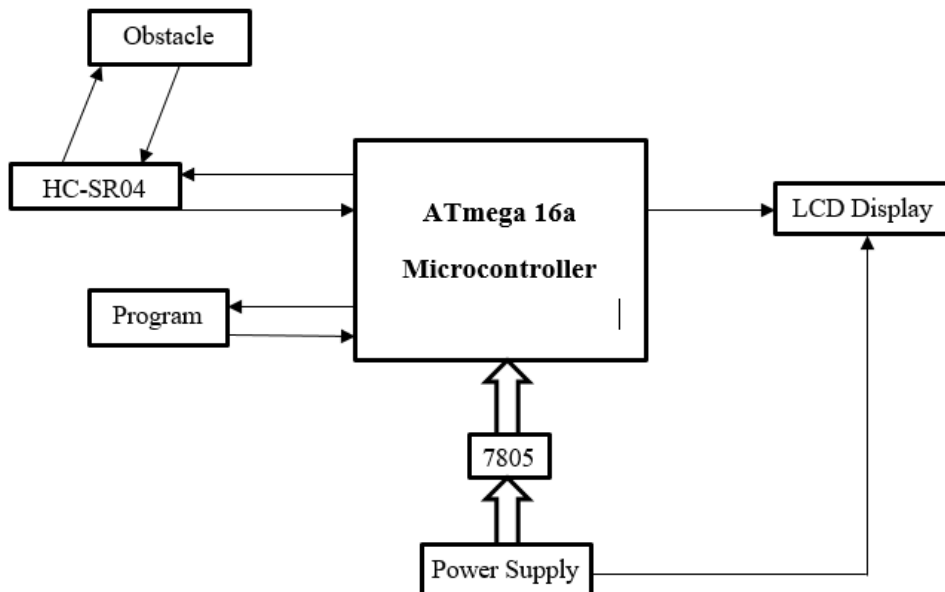 Obstacle
HC-SR04
ATmega 16a
Microcontroller
LCD Display
Program
7805
Power Supply